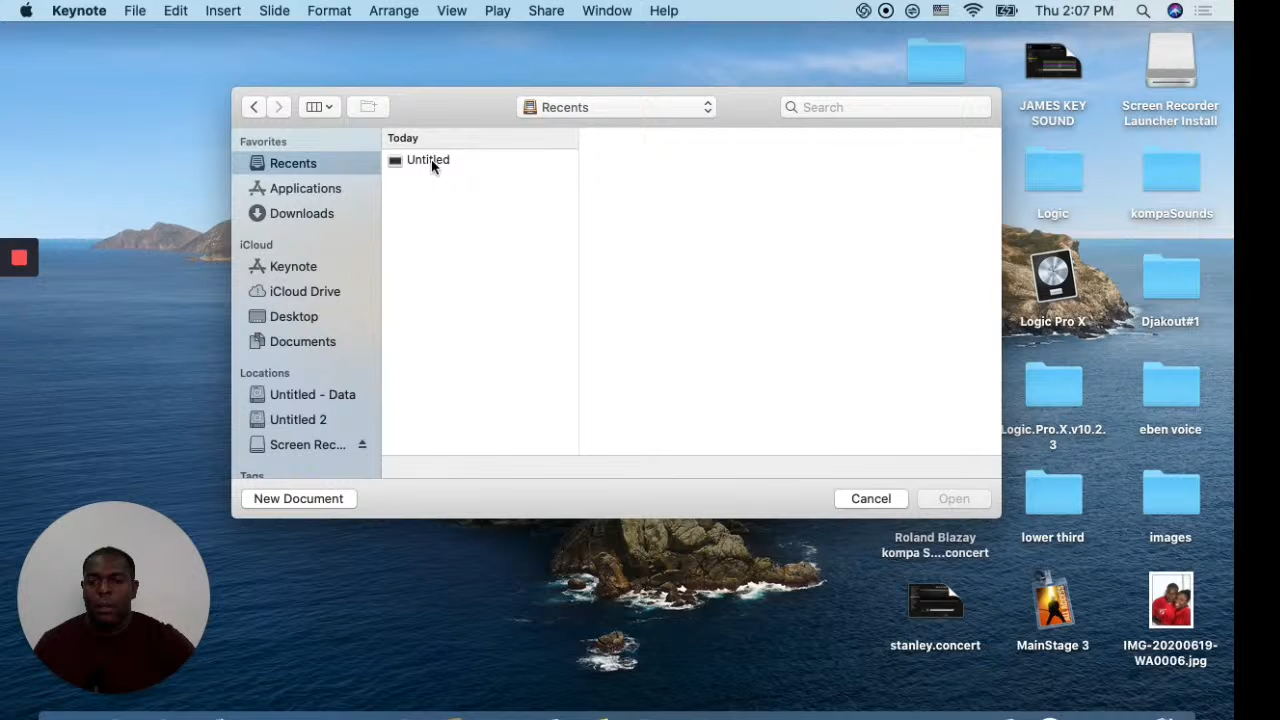 Keynote File Edit Insert Slide Format Arrange View Play Share Window Help Thu 2:07 PM
Recents
Search
Favorites
Recents
Applications
Downloads
iCloud
Keynote
iCloud Drive
Desktop
Documents
Locations
Untitled - Data
Untitled 2
Screen Rec...
Tags
Today
Untitled
New Document
Cancel
Open
JAMES KEY
SOUND
Screen Recorder
Launcher Install
Logic
kompaSounds
Logic Pro X
Djakout#1
Logic.Pro.X.v10.2.
3
eben voice
Roland Blazay
kompa S....concert
lower third
images
stanley.concert
MainStage 3
IMG-20200619-
WA0006.jpg